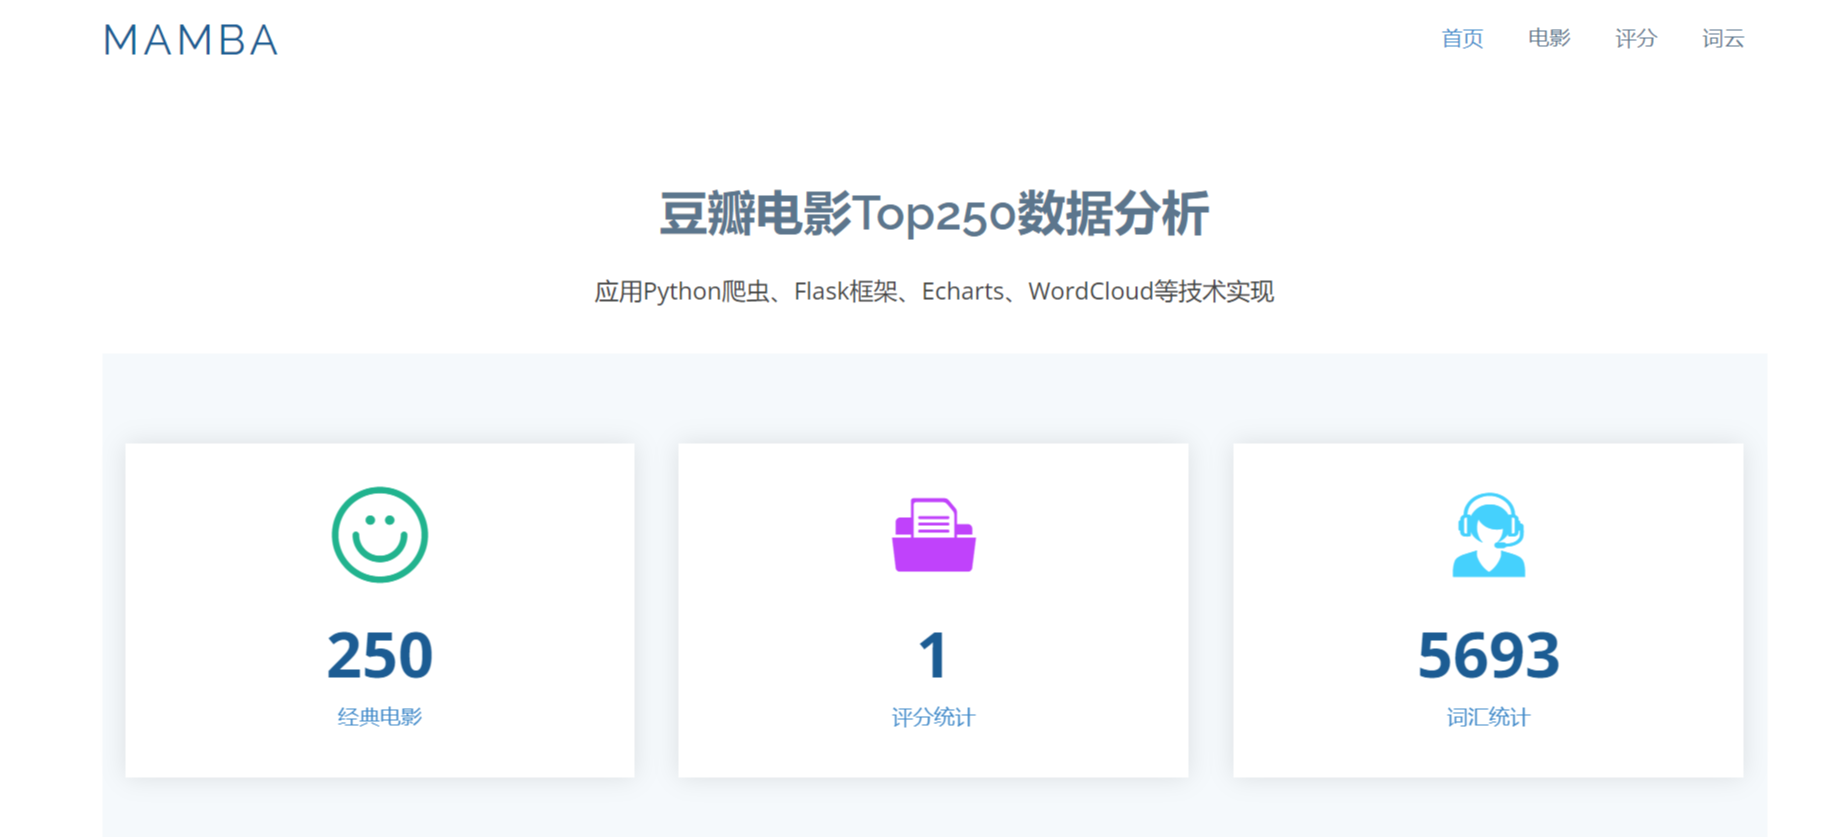 MAMBA
首页 电影 评分 词云
豆瓣电影Top250数据分析
应用Python爬虫、Flask框架、Echarts、WordCloud等技术实现
250
经典电影
1
评分统计
5693
词汇统计